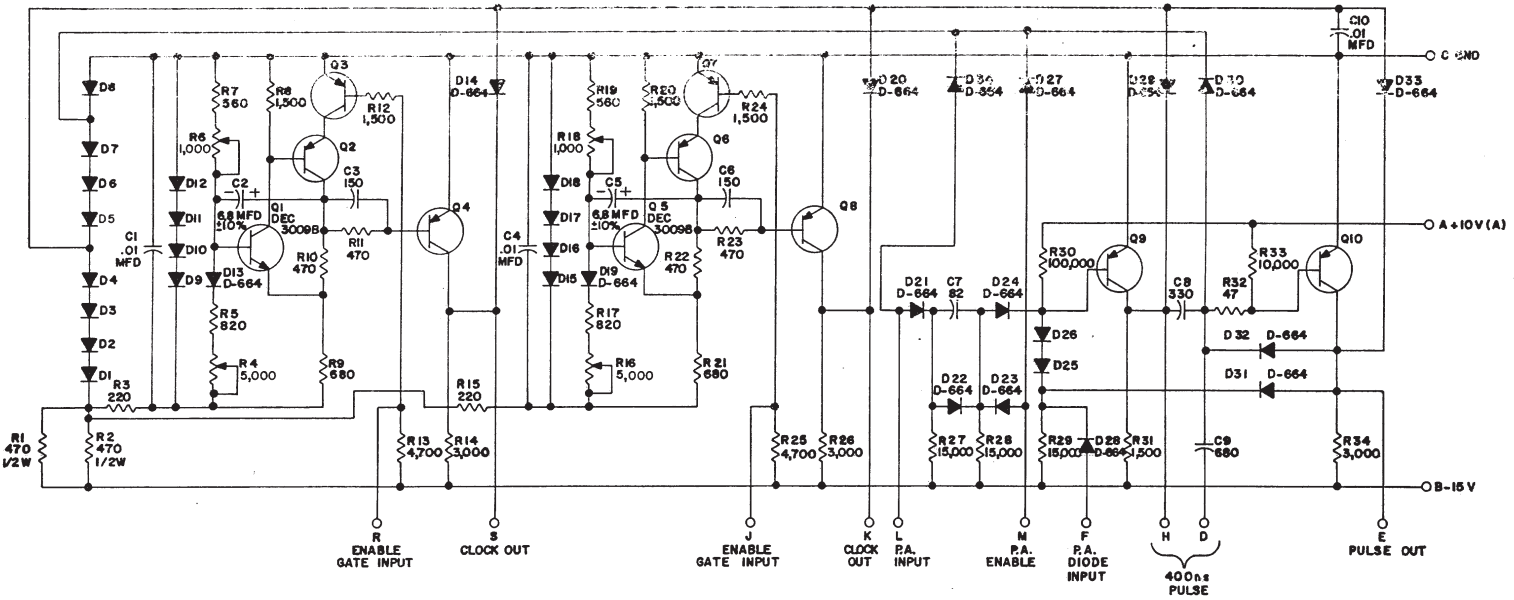 C10
.01
MFD
C GND
D8
D7
D6
D5
D4
D3
D2
D1
R3
220
R1
470
1/2W
R2
470
1/2W
C1
.01
MFD
D12
D11
D10
D9
R7
560
R6
1,000
C2
- +
6.8 MFD
±10%
Q1
DEC
3009B
D13
D-664
R5
820
R4
5,000
R8
1,500
Q3
R12
1,500
Q2
C3
150
R11
470
R10
470
R9
680
Q4
R13
4,700
R14
3,000
D14
D-664
R15
220
C4
.01
MFD
D18
D17
D16
D15
R19
560
R18
1,000
C5
- +
6.8 MFD
±10%
Q5
DEC
3009B
D19
D-664
R17
820
R16
5,000
R20
1,500
Q7
R24
1,500
Q6
C6
150
R23
470
R22
470
R21
680
Q8
R25
4,700
R26
3,000
D20
D-664
D27
D-664
D30
D-664
D33
D-664
A +10V(A)
D21
D-664
C7
82
D24
D-664
D22
D-664
D23
D-664
R27
15,000
R28
15,000
R30
100,000
Q9
D26
D25
R29
15,000
D28
D-664
R31
1,500
C8
330
R32
47
R33
10,000
Q10
D32 D-664
D31 D-664
C9
680
R34
3,000
B-15V
R
ENABLE
GATE INPUT
S
CLOCK OUT
J
ENABLE
GATE INPUT
K
CLOCK
OUT
L
P.A.
INPUT
M
P.A.
ENABLE
F
P.A.
DIODE
INPUT
H
D
400ns
PULSE
E
PULSE OUT